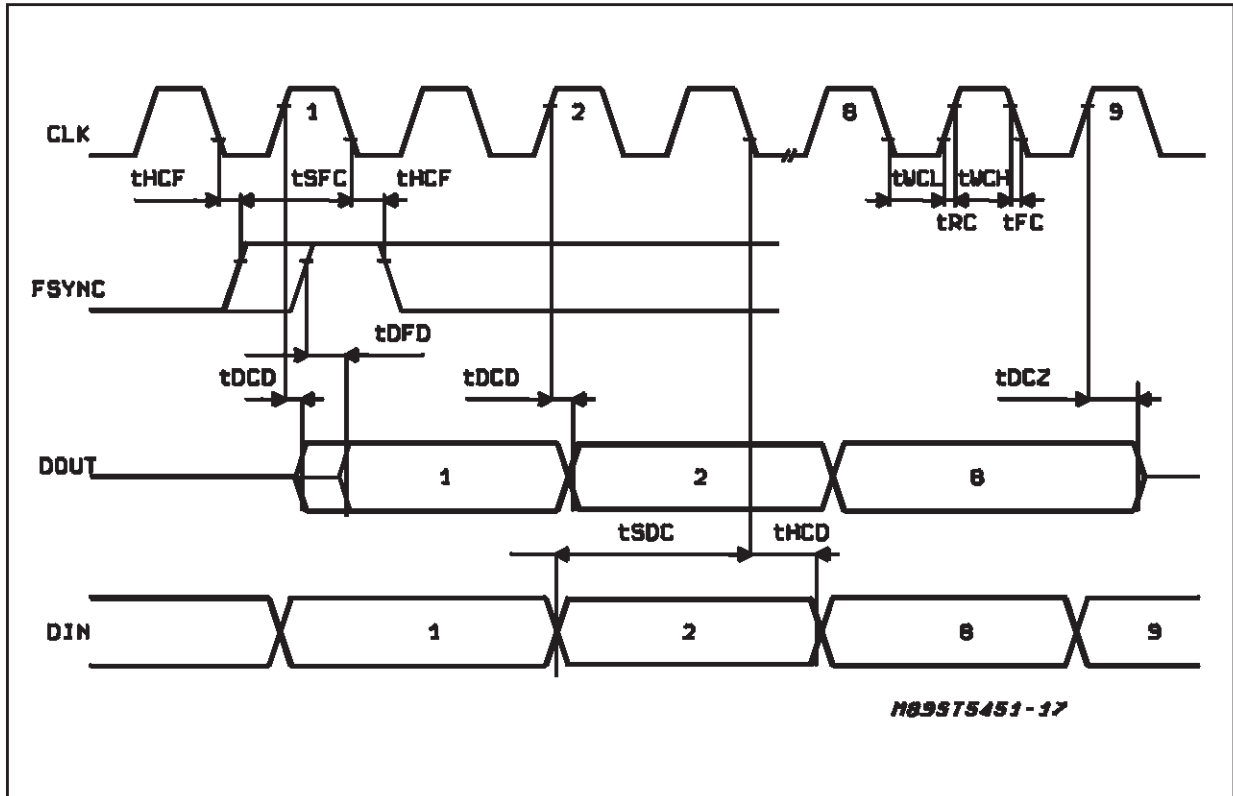 1 2 8 9
CLK
tHCF tSFC tHCF tWCL tWCH
tRC tFC
FSYNC
tDFD
tDCD tDCD tDCZ
DOUT 1 2 8
tSDC tHCD
DIN 1 2 8 9
M89ST5451-17